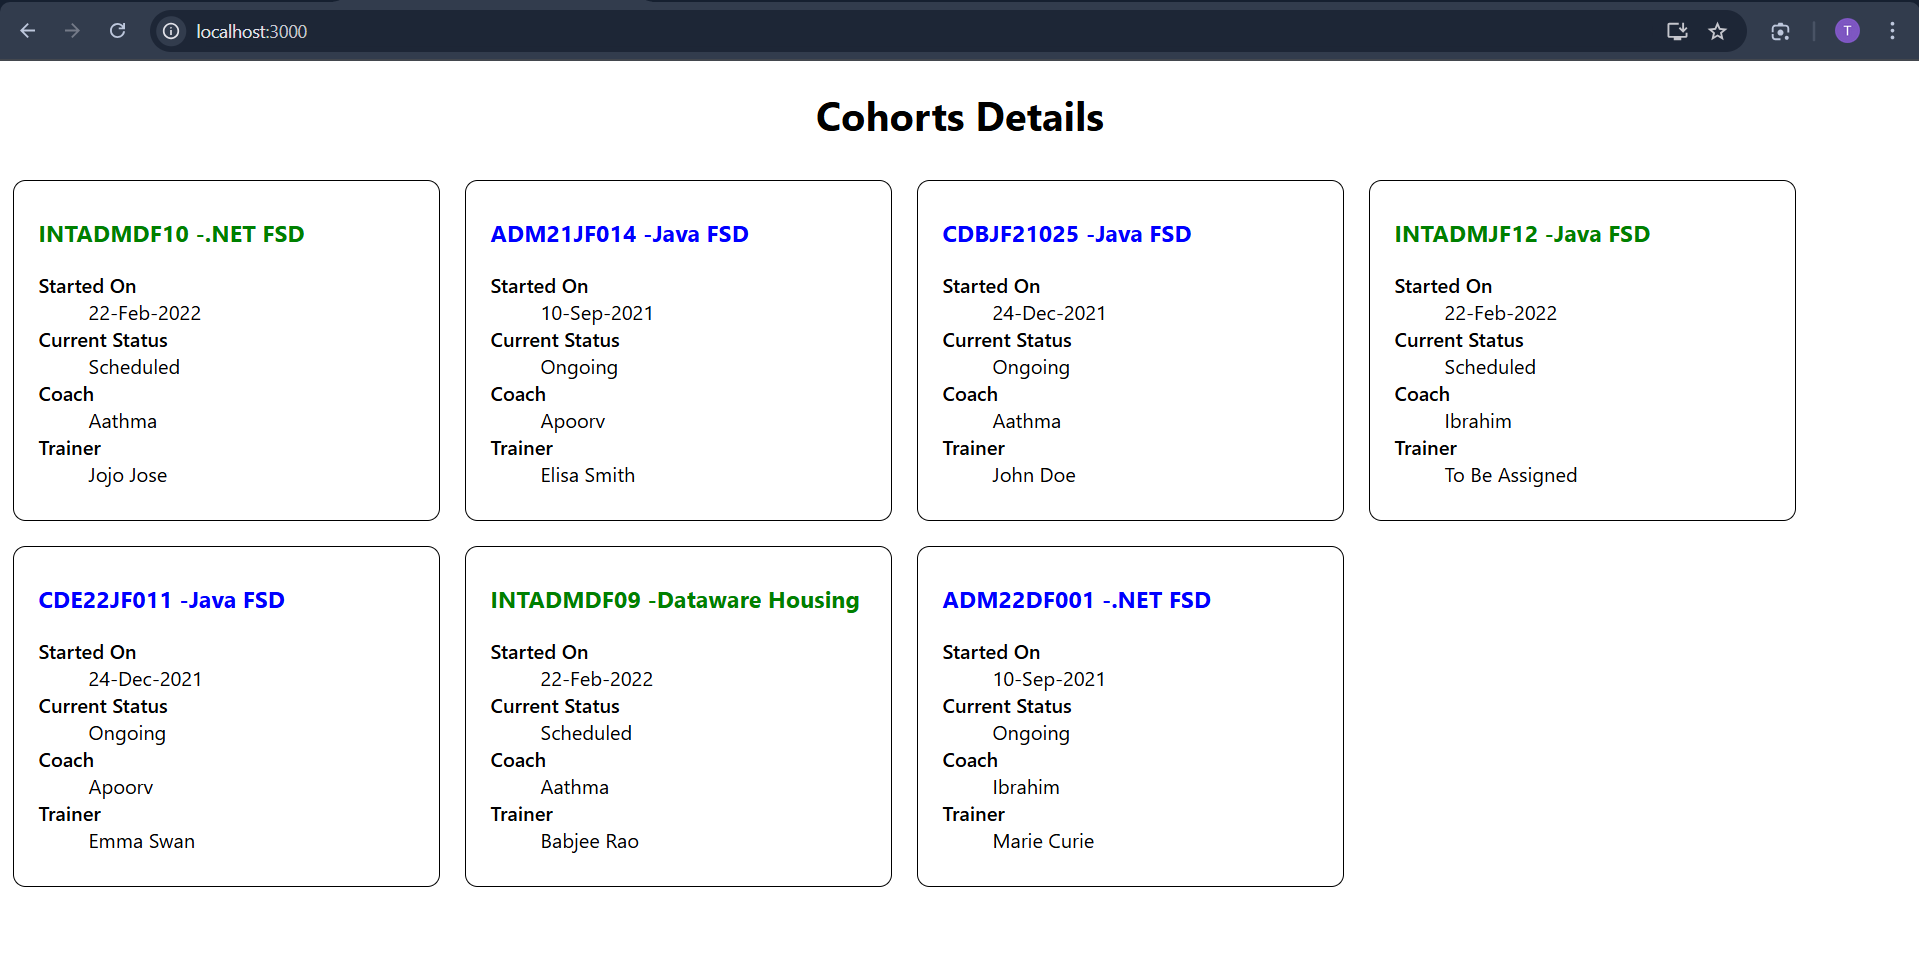 localhost:3000
T
Cohorts Details
INTADMDF10 -.NET FSD
Started On
22-Feb-2022
Current Status
Scheduled
Coach
Aathma
Trainer
Jojo Jose
ADM21JF014 -Java FSD
Started On
10-Sep-2021
Current Status
Ongoing
Coach
Apoorv
Trainer
Elisa Smith
CDBJF21025 -Java FSD
Started On
24-Dec-2021
Current Status
Ongoing
Coach
Aathma
Trainer
John Doe
INTADMJF12 -Java FSD
Started On
22-Feb-2022
Current Status
Scheduled
Coach
Ibrahim
Trainer
To Be Assigned
CDE22JF011 -Java FSD
Started On
24-Dec-2021
Current Status
Ongoing
Coach
Apoorv
Trainer
Emma Swan
INTADMDF09 -Dataware Housing
Started On
22-Feb-2022
Current Status
Scheduled
Coach
Aathma
Trainer
Babjee Rao
ADM22DF001 -.NET FSD
Started On
10-Sep-2021
Current Status
Ongoing
Coach
Ibrahim
Trainer
Marie Curie